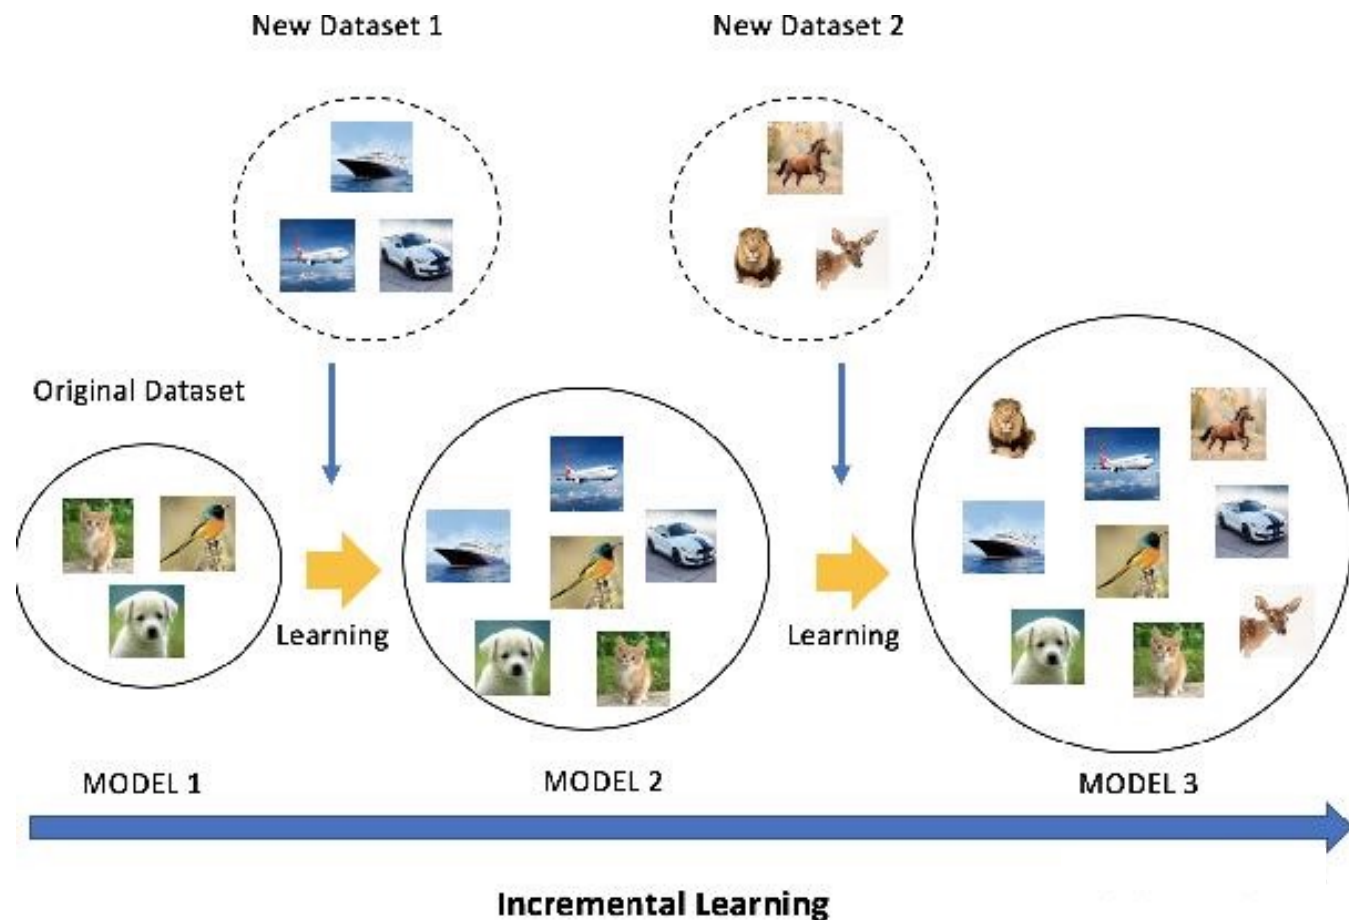 New Dataset 1
New Dataset 2
Original Dataset
Learning
Learning
MODEL 1
MODEL 2
MODEL 3
Incremental Learning